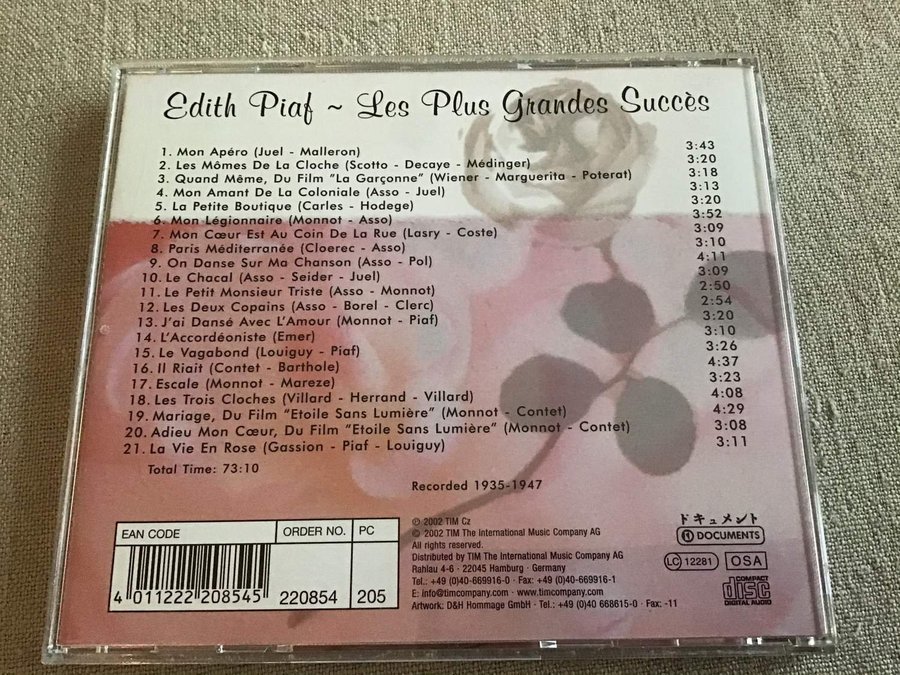 Edith Piaf ~ Les Plus Grandes Succès
1. Mon Apéro (Juel - Malleron) 3:43
2. Les Mômes De La Cloche (Scotto - Decaye - Médinger) 3:20
3. Quand Même, Du Film "La Garçonne" (Wiener - Marguerita - Poterat) 3:18
4. Mon Amant De La Coloniale (Asso - Juel) 3:13
5. La Petite Boutique (Carles - Hodege) 3:20
6. Mon Légionnaire (Monnot - Asso) 3:52
7. Mon Cœur Est Au Coin De La Rue (Lasry - Coste) 3:09
8. Paris Méditerranée (Cloerec - Asso) 3:10
9. On Danse Sur Ma Chanson (Asso - Pol) 4:11
10. Le Chacal (Asso - Seider - Juel) 3:09
11. Le Petit Monsieur Triste (Asso - Monnot) 2:50
12. Les Deux Copains (Asso - Borel - Clerc) 2:54
13. J'ai Dansé Avec L'Amour (Monnot - Piaf) 3:20
14. L'Accordéoniste (Emer) 3:10
15. Le Vagabond (Louiguy - Piaf) 3:26
16. Il Riait (Contet - Barthole) 4:37
17. Escale (Monnot - Mareze) 3:23
18. Les Trois Cloches (Villard - Herrand - Villard) 4:08
19. Mariage, Du Film "Etoile Sans Lumière" (Monnot - Contet) 4:29
20. Adieu Mon Cœur, Du Film "Etoile Sans Lumière" (Monnot - Contet) 3:08
21. La Vie En Rose (Gassion - Piaf - Louiguy) 3:11
Total Time: 73:10
Recorded 1935-1947
EAN CODE ORDER NO. PC
4 011222 208545 220854 205
℗ 2002 TIM Cz
© 2002 TIM The International Music Company AG
All rights reserved.
Distributed by TIM The International Music Company AG
Rahlau 4-6 · 22045 Hamburg · Germany
Tel.: +49 (0)40-669916-0 · Fax: +49 (0)40-669916-1
E: info@timcompany.com · www.timcompany.com
Artwork: D&H Hommage GmbH · Tel.: +49 (0)40 668615-0 · Fax: -11
ドキュメント
DOCUMENTS
LC 12281 OSA
COMPACT
disc
DIGITAL AUDIO